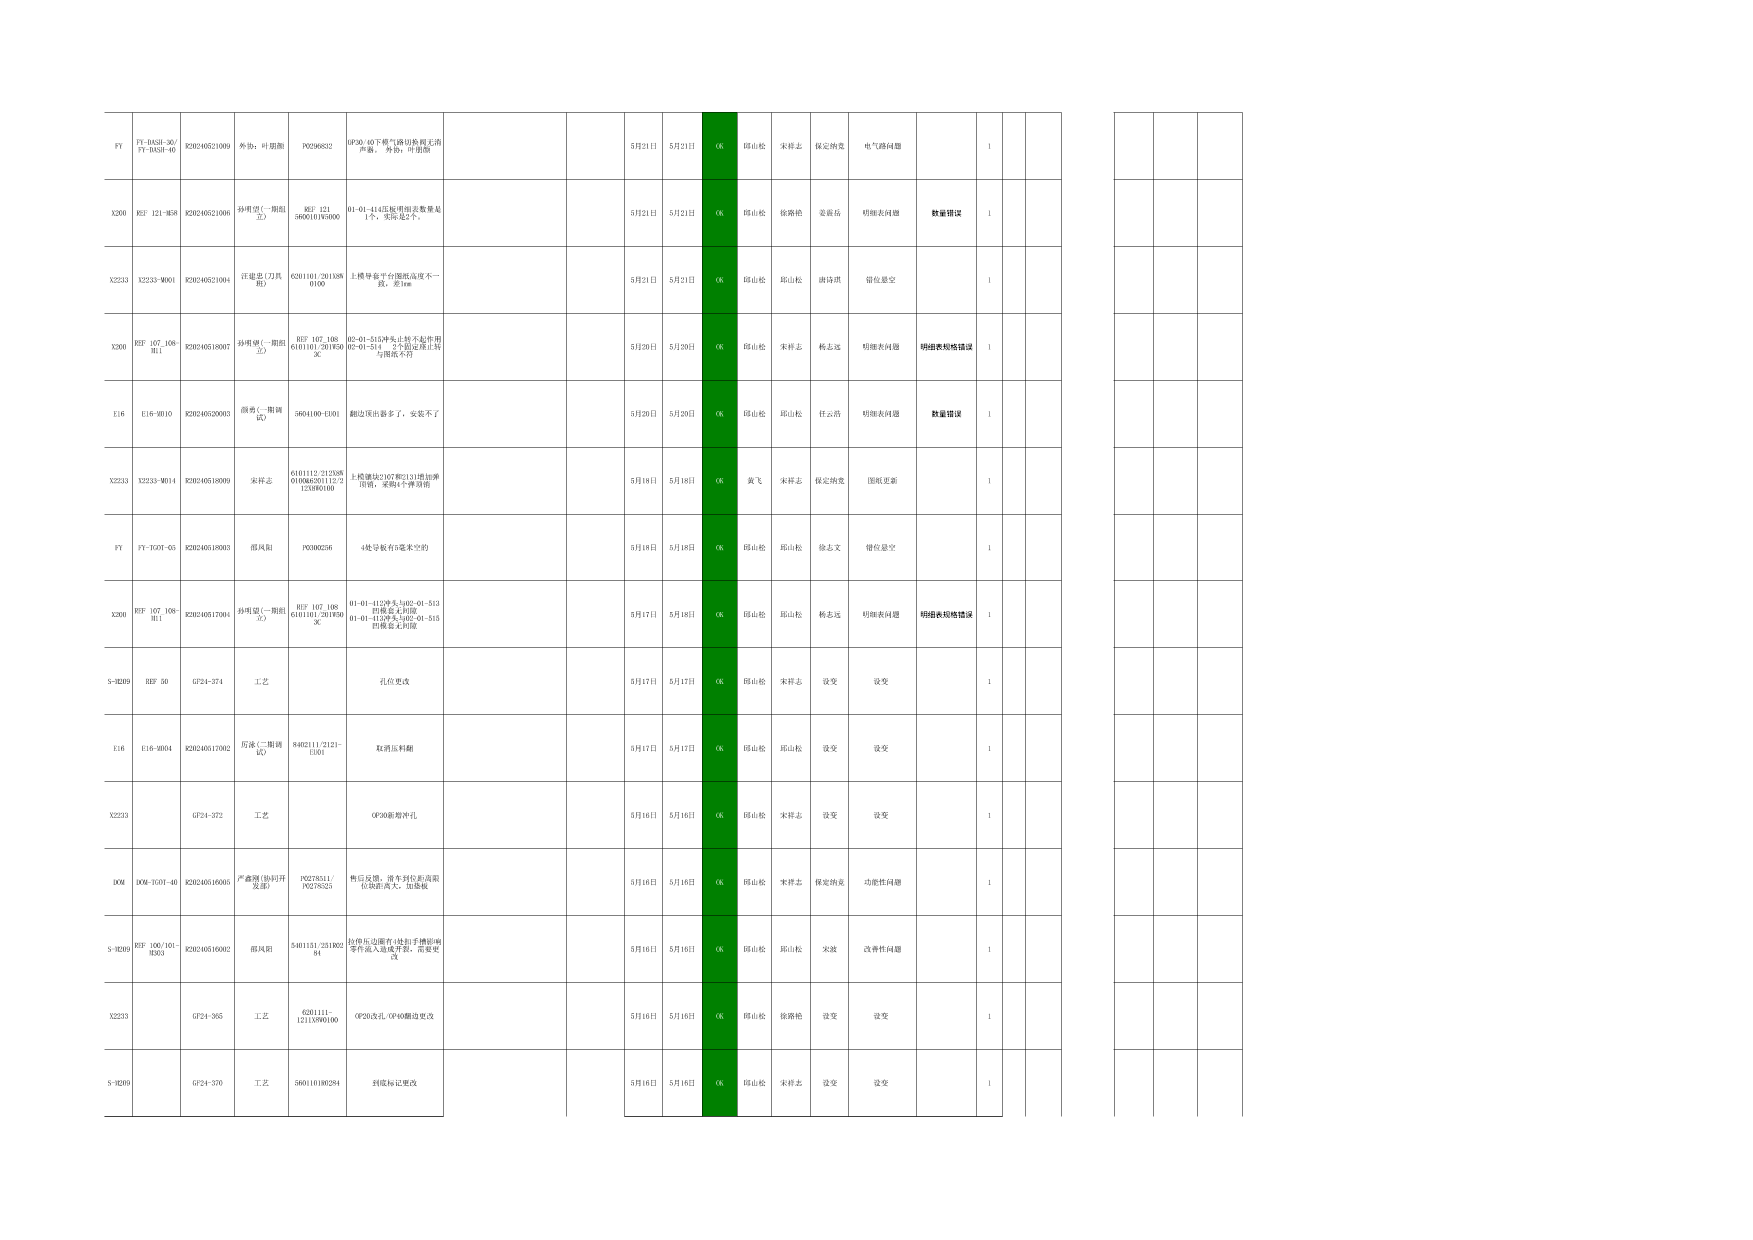 FY FY-DASH-30/ R20240521009 外协：叶朋颜 P0296832 OP30/40下模气路切换阀无消 5月21日 5月21日 OK 邱山松 宋祥志 保定纳竞 电气路问题 1
FY-DASH-40 声器。 外协：叶朋颜
X200 REF 121-M58 R20240521006 孙明望(一期组 REF 121 01-01-414压板明细表数量是 5月21日 5月21日 OK 邱山松 徐路艳 姜震岳 明细表问题 数量错误 1
立) 5600101W5000 1个，实际是2个。
X2233 X2233-M001 R20240521004 汪建忠(刀具 6201101/201X8W 上模导套平台图纸高度不一 5月21日 5月21日 OK 邱山松 邱山松 唐诗琪 错位悬空 1
班) 0100 致，差1mm
X200 REF 107_108- R20240518007 孙明望(一期组 REF 107_108 02-01-515冲头止转不起作用 5月20日 5月20日 OK 邱山松 宋祥志 杨志远 明细表问题 明细表规格错误 1
M11 立) 6101101/201W50 02-01-514 2个固定座止转
3C 与图纸不符
E16 E16-M010 R20240520003 颜勇(一期调 5604100-EU01 翻边顶出器多了，安装不了 5月20日 5月20日 OK 邱山松 邱山松 任云浩 明细表问题 数量错误 1
试)
X2233 X2233-M014 R20240518009 宋祥志 6101112/212X8W 上模镶块2107和2131增加弹 5月18日 5月18日 OK 黄飞 宋祥志 保定纳竞 图纸更新 1
0100&6201112/2 顶销，采购4个弹顶销
12X8W0100
FY FY-TGOT-05 R20240518003 邵凤阳 P0300256 4处导板有5毫米空的 5月18日 5月18日 OK 邱山松 邱山松 徐志文 错位悬空 1
X200 REF 107_108- R20240517004 孙明望(一期组 REF 107_108 01-01-412冲头与02-01-513 5月17日 5月18日 OK 邱山松 邱山松 杨志远 明细表问题 明细表规格错误 1
M11 立) 6101101/201W50 凹模套无间隙
3C 01-01-413冲头与02-01-515
凹模套无间隙
S-M209 REF 50 GF24-374 工艺 孔位更改 5月17日 5月17日 OK 邱山松 宋祥志 设变 设变 1
E16 E16-M004 R20240517002 厉泳(二期调 8402111/2121- 取消压料翻 5月17日 5月17日 OK 邱山松 邱山松 设变 设变 1
试) EU01
X2233 GF24-372 工艺 OP30新增冲孔 5月16日 5月16日 OK 邱山松 宋祥志 设变 设变 1
DOM DOM-TGOT-40 R20240516005 严鑫刚(协同开 P0278511/ 售后反馈，滑车到位距离限 5月16日 5月16日 OK 邱山松 宋祥志 保定纳竞 功能性问题 1
发部) P0278525 位块距离大，加垫板
S-M209 REF 100/101- R20240516002 邵凤阳 5401151/251R02 拉伸压边圈有4处扣手槽影响 5月16日 5月16日 OK 邱山松 邱山松 宋波 改善性问题 1
M303 84 零件流入造成开裂，需要更
改
X2233 GF24-365 工艺 6201111- OP20改孔/OP40翻边更改 5月16日 5月16日 OK 邱山松 徐路艳 设变 设变 1
1211X8W0100
S-M209 GF24-370 工艺 5601101R0284 到底标记更改 5月16日 5月16日 OK 邱山松 宋祥志 设变 设变 1